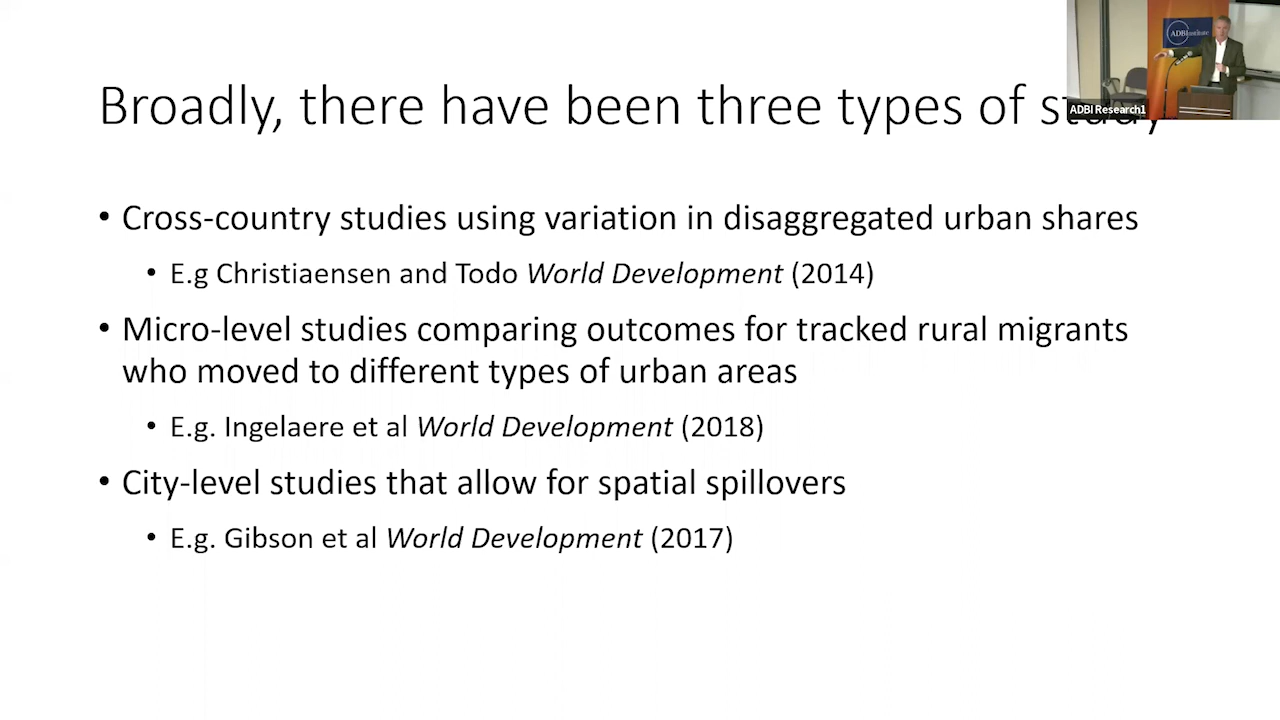 Broadly, there have been three types of study
ADBInstitute
ADBI Research1
• Cross-country studies using variation in disaggregated urban shares
• E.g Christiaensen and Todo World Development (2014)
• Micro-level studies comparing outcomes for tracked rural migrants
who moved to different types of urban areas
• E.g. Ingelaere et al World Development (2018)
• City-level studies that allow for spatial spillovers
• E.g. Gibson et al World Development (2017)